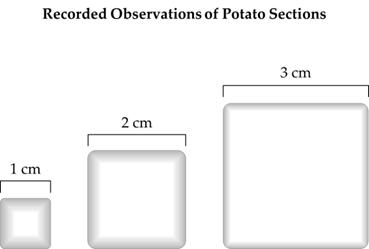 Recorded Observations of Potato Sections
1 cm
2 cm
3 cm